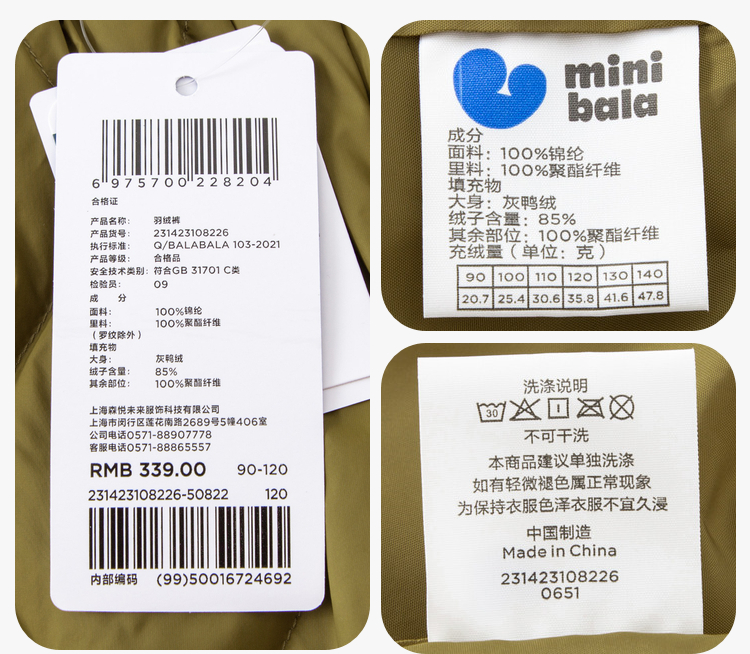 6 975700 228204
合格证
产品名称: 羽绒裤
产品货号: 231423108226
执行标准: Q/BALABALA 103-2021
产品等级: 合格品
安全技术类别: 符合GB 31701 C类
检验员: 09
成 分
面料: 100%锦纶
里料: 100%聚酯纤维
(罗纹除外)
填充物
大身: 灰鸭绒
绒子含量: 85%
其余部位: 100%聚酯纤维
上海森悦未来服饰科技有限公司
上海市闵行区莲花南路2689号5幢406室
公司电话0571-88907778
客服电话0571-88865557
RMB 339.00 90-120
231423108226-50822 120
内部编码 (99)50016724692
mini
bala
成分
面料: 100%锦纶
里料: 100%聚酯纤维
填充物
大身: 灰鸭绒
绒子含量: 85%
其余部位: 100%聚酯纤维
充绒量(单位: 克)
90 100 110 120 130 140
20.7 25.4 30.6 35.8 41.6 47.8
洗涤说明
30
不可干洗
本商品建议单独洗涤
如有轻微褪色属正常现象
为保持衣服色泽衣服不宜久浸
中国制造
Made in China
231423108226
0651